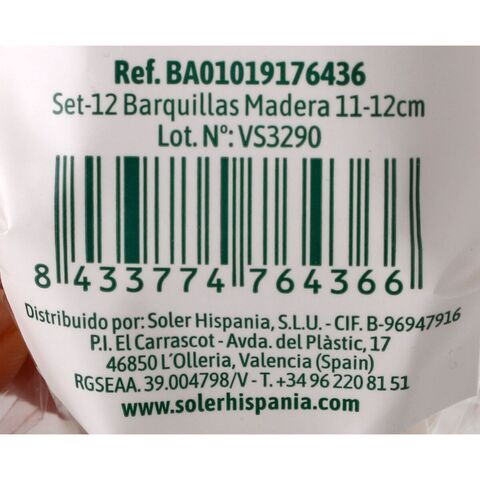 Ref. BA01019176436
Set-12 Barquillas Madera 11-12cm
Lot. Nº: VS3290
8 433774 764366
Distribuido por: Soler Hispania, S.L.U. - CIF. B-96947916
P.I. El Carrascot - Avda. del Plàstic, 17
46850 L´Olleria, Valencia (Spain)
RGSEAA. 39.004798/V - T. +34 96 220 81 51
www.solerhispania.com